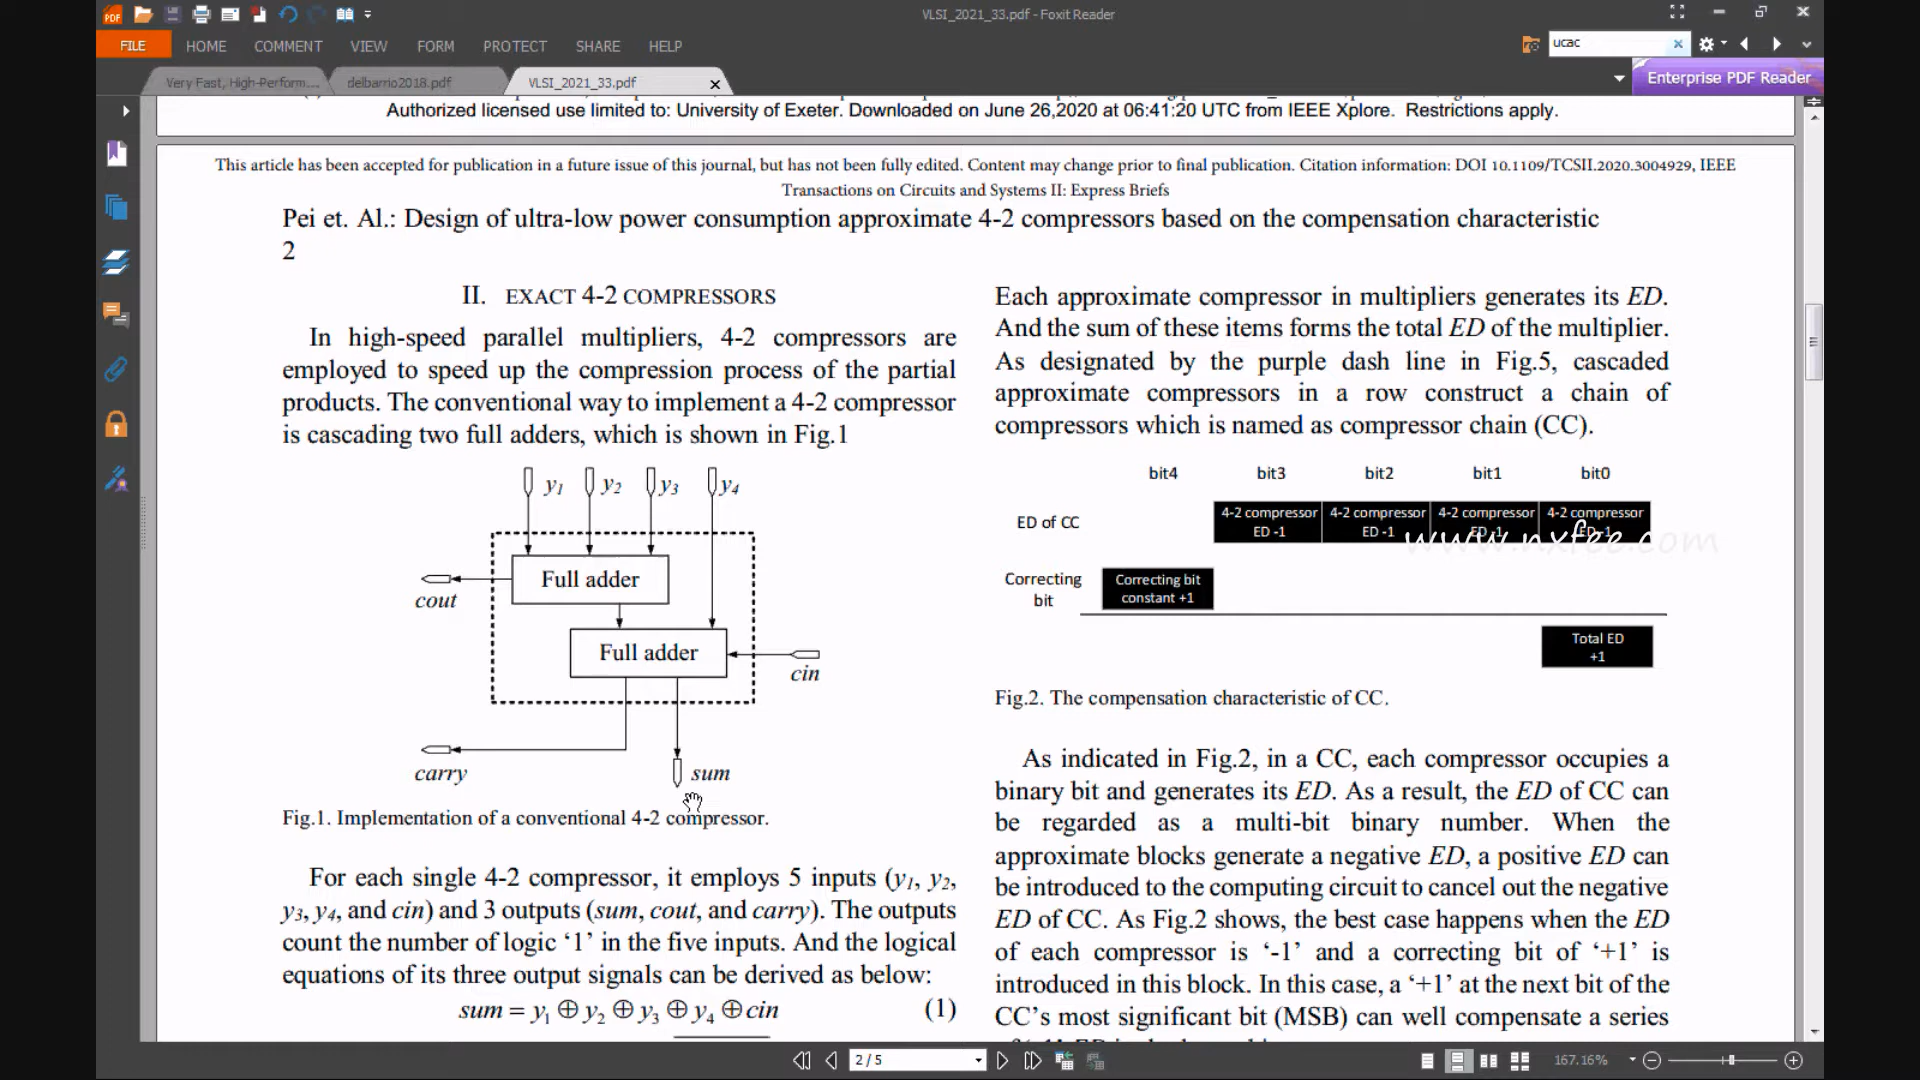 VLSI_2021_33.pdf - Foxit Reader
FILE HOME COMMENT VIEW FORM PROTECT SHARE HELP
ucac
Very Fast, High-Perform... delbarrio2018.pdf VLSI_2021_33.pdf
Enterprise PDF Reader
Authorized licensed use limited to: University of Exeter. Downloaded on June 26,2020 at 06:41:20 UTC from IEEE Xplore. Restrictions apply.
This article has been accepted for publication in a future issue of this journal, but has not been fully edited. Content may change prior to final publication. Citation information: DOI 10.1109/TCSII.2020.3004929, IEEE
Transactions on Circuits and Systems II: Express Briefs
Pei et. Al.: Design of ultra-low power consumption approximate 4-2 compressors based on the compensation characteristic
2
II. EXACT 4-2 COMPRESSORS
In high-speed parallel multipliers, 4-2 compressors are
employed to speed up the compression process of the partial
products. The conventional way to implement a 4-2 compressor
is cascading two full adders, which is shown in Fig.1
y1 y2 y3 y4
Full adder
cout
Full adder
cin
carry
sum
Fig.1. Implementation of a conventional 4-2 compressor.
For each single 4-2 compressor, it employs 5 inputs (y1, y2,
y3, y4, and cin) and 3 outputs (sum, cout, and carry). The outputs
count the number of logic ‘1’ in the five inputs. And the logical
equations of its three output signals can be derived as below:
sum = y1 ⊕ y2 ⊕ y3 ⊕ y4 ⊕ cin (1)
Each approximate compressor in multipliers generates its ED.
And the sum of these items forms the total ED of the multiplier.
As designated by the purple dash line in Fig.5, cascaded
approximate compressors in a row construct a chain of
compressors which is named as compressor chain (CC).
bit4 bit3 bit2 bit1 bit0
ED of CC
4-2 compressor 4-2 compressor 4-2 compressor 4-2 compressor
ED -1 ED -1 ED -1 ED -1
www.nxfee.com
Correcting
bit
Correcting bit
constant +1
Total ED
+1
Fig.2. The compensation characteristic of CC.
As indicated in Fig.2, in a CC, each compressor occupies a
binary bit and generates its ED. As a result, the ED of CC can
be regarded as a multi-bit binary number. When the
approximate blocks generate a negative ED, a positive ED can
be introduced to the computing circuit to cancel out the negative
ED of CC. As Fig.2 shows, the best case happens when the ED
of each compressor is ‘-1’ and a correcting bit of ‘+1’ is
introduced in this block. In this case, a ‘+1’ at the next bit of the
CC’s most significant bit (MSB) can well compensate a series
2 / 5
167.16%